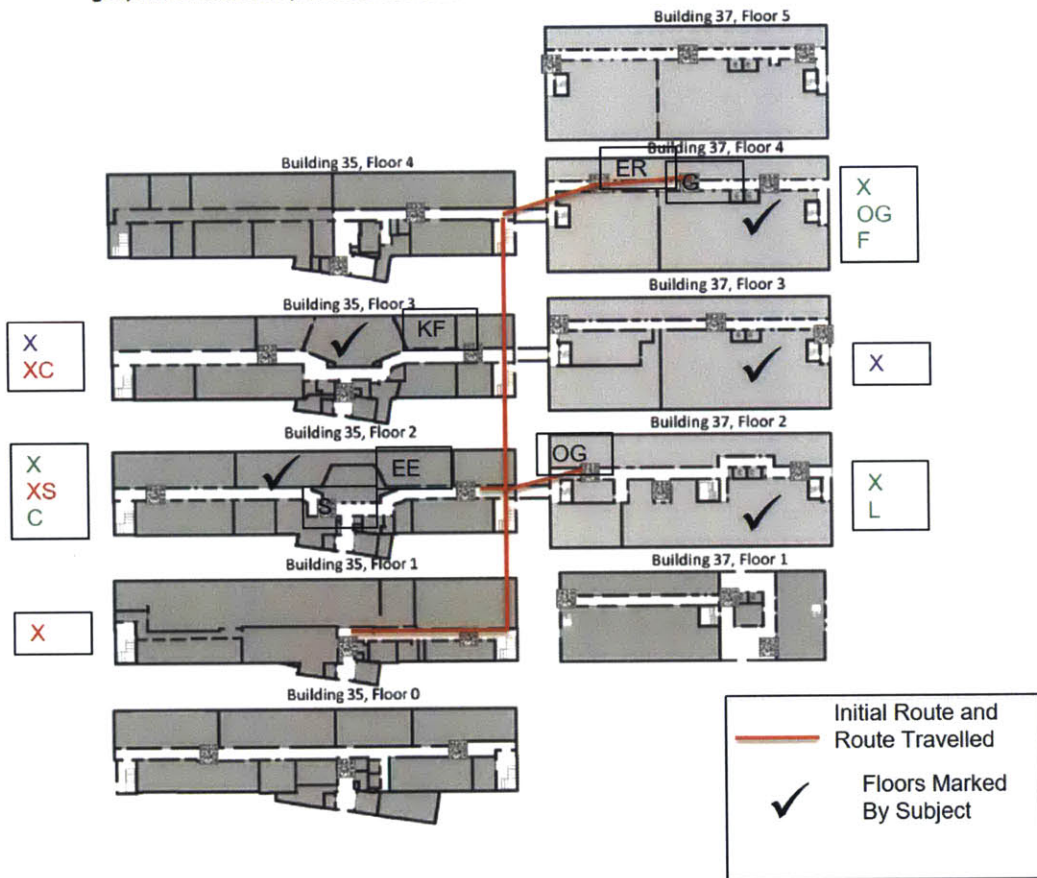 Building 37, Floor 5
Building 35, Floor 4
Building 37, Floor 4
ER
G
X
OG
F
Building 35, Floor 3
KF
X
XC
Building 37, Floor 3
X
Building 35, Floor 2
EE
S
X
XS
C
Building 37, Floor 2
OG
X
L
Building 35, Floor 1
X
Building 37, Floor 1
Building 35, Floor 0
Initial Route and
Route Travelled
Floors Marked
By Subject